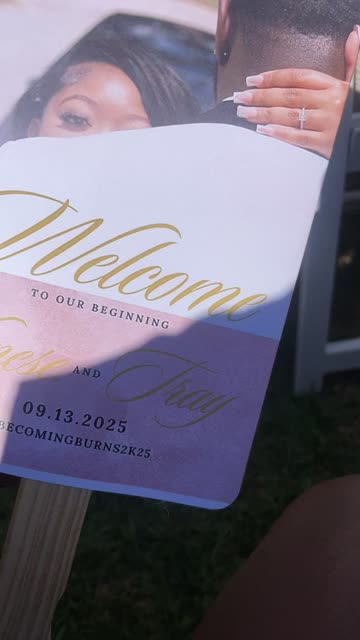 Welcome
TO OUR BEGINNING
AND Tray
09.13.2025
BECOMINGBURNS2K25